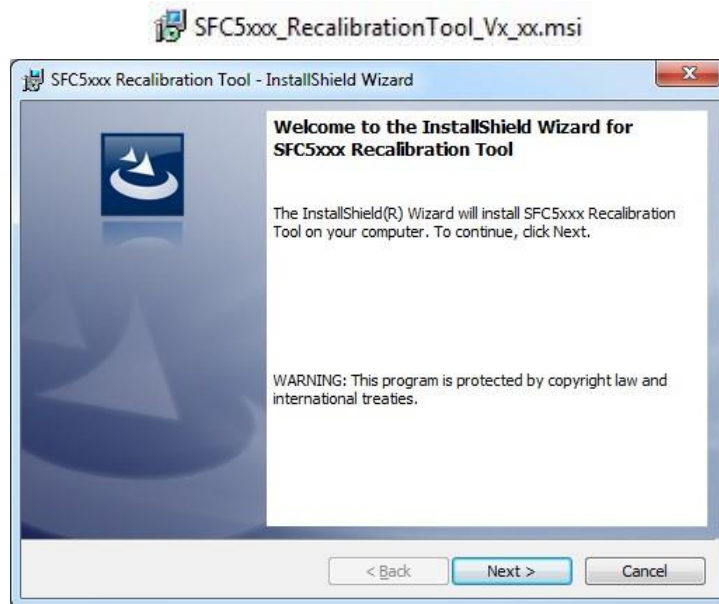 SFC5xxx_RecalibrationTool_Vx_xx.msi
SFC5xxx Recalibration Tool - InstallShield Wizard
Welcome to the InstallShield Wizard for
SFC5xxx Recalibration Tool
The InstallShield(R) Wizard will install SFC5xxx Recalibration
Tool on your computer. To continue, click Next.
WARNING: This program is protected by copyright law and
international treaties.
< Back
Next >
Cancel